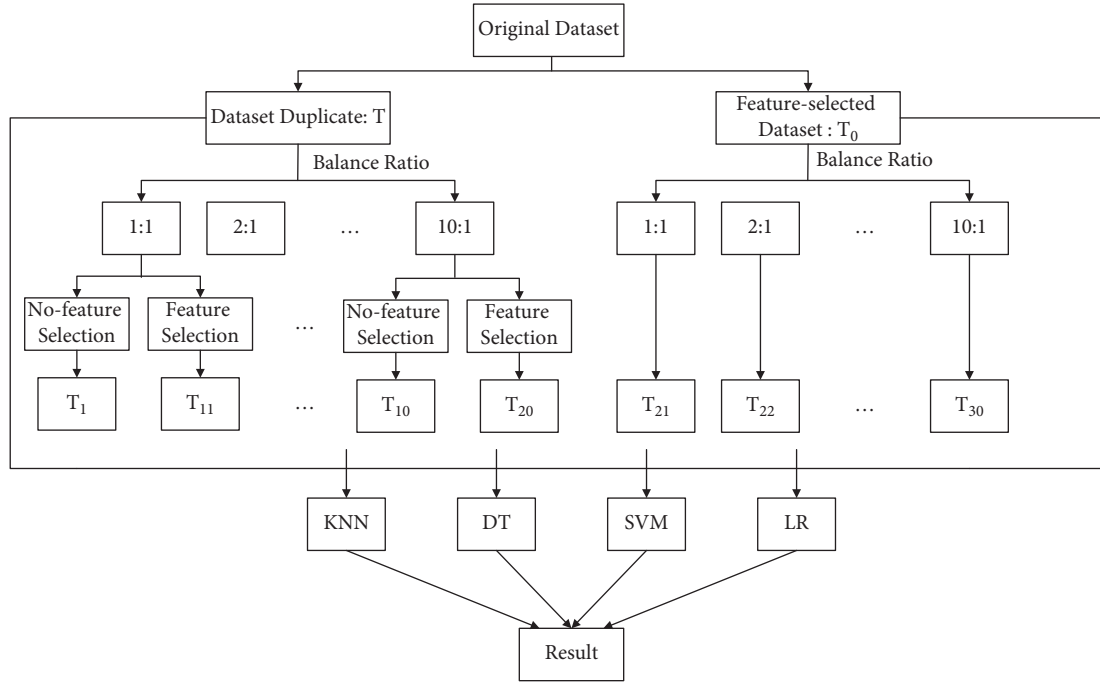 Original Dataset
Dataset Duplicate: T
Feature-selected
Dataset : T₀
Balance Ratio
Balance Ratio
1:1
2:1
...
10:1
1:1
2:1
...
10:1
No-feature
Selection
Feature
Selection
...
No-feature
Selection
Feature
Selection
T₁
T₁₁
...
T₁₀
T₂₀
T₂₁
T₂₂
...
T₃₀
KNN
DT
SVM
LR
Result